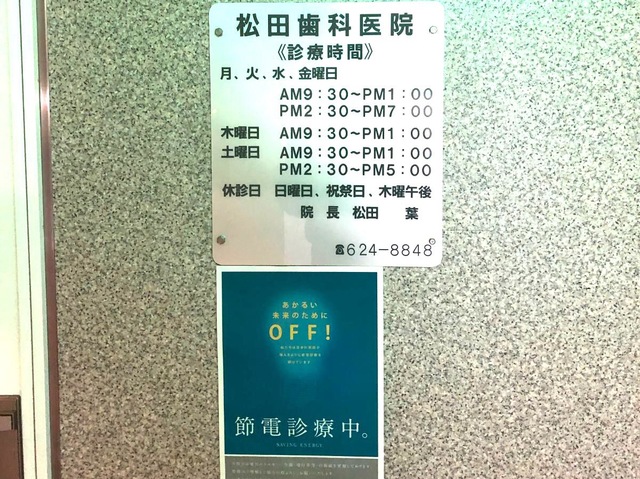 松田歯科医院
《診療時間》
月、火、水、金曜日
AM9：30〜PM1：00
PM2：30〜PM7：00
木曜日 AM9：30〜PM1：00
土曜日 AM9：30〜PM1：00
PM2：30〜PM5：00
休診日 日曜日、祝祭日、木曜午後
院 長 松田 葉
☎624-8848
あかるい
未来のために
OFF!
節電診療中。
SAVING ENERGY